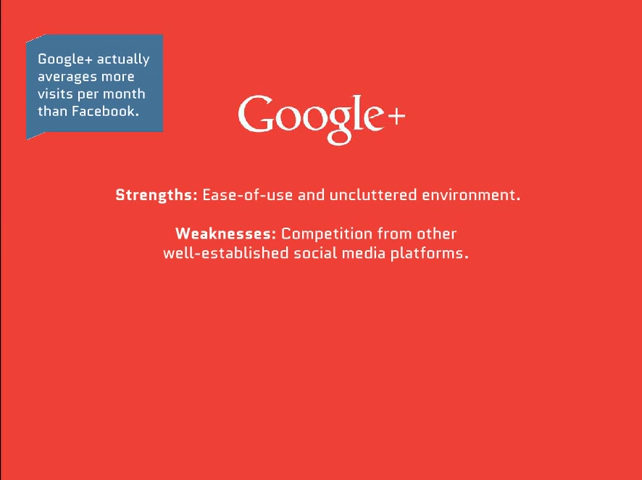 Google+ actually
averages more
visits per month
than Facebook.
Google+
Strengths: Ease-of-use and uncluttered environment.
Weaknesses: Competition from other
well-established social media platforms.